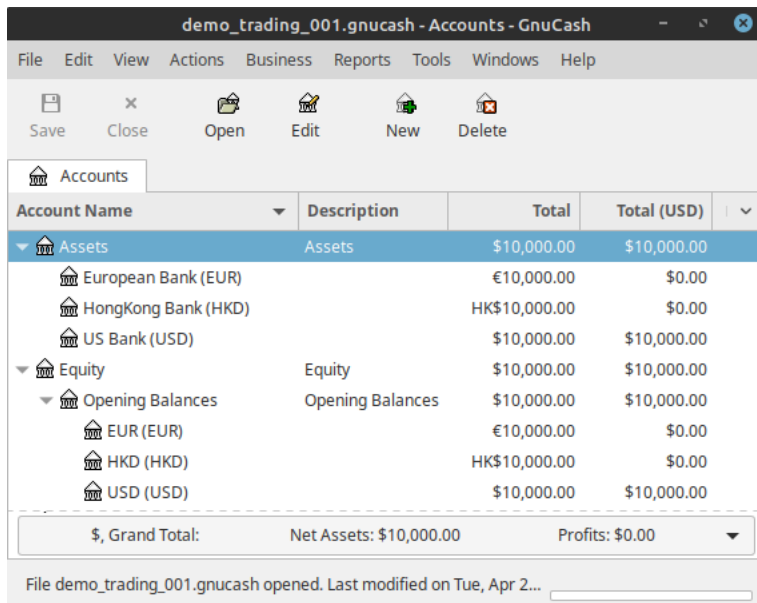 demo_trading_001.gnucash - Accounts - GnuCash
File Edit View Actions Business Reports Tools Windows Help
Save Close Open Edit New Delete
Accounts
Account Name Description Total Total (USD)
Assets Assets $10,000.00 $10,000.00
European Bank (EUR) €10,000.00 $0.00
HongKong Bank (HKD) HK$10,000.00 $0.00
US Bank (USD) $10,000.00 $10,000.00
Equity Equity $10,000.00 $10,000.00
Opening Balances Opening Balances $10,000.00 $10,000.00
EUR (EUR) €10,000.00 $0.00
HKD (HKD) HK$10,000.00 $0.00
USD (USD) $10,000.00 $10,000.00
$, Grand Total: Net Assets: $10,000.00 Profits: $0.00
File demo_trading_001.gnucash opened. Last modified on Tue, Apr 2...